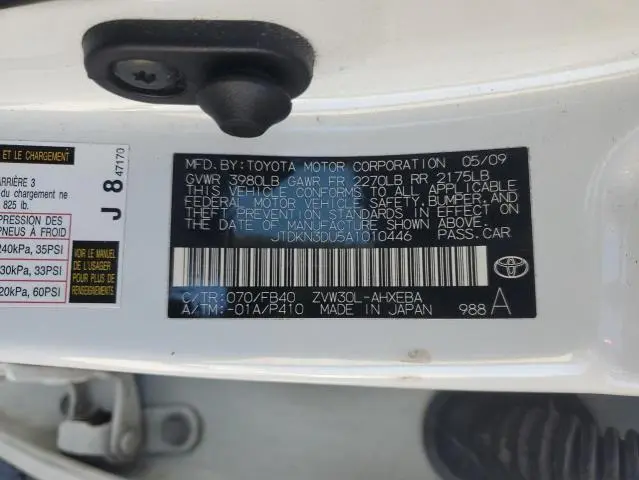 E ET LE CHARGEMENT
ARRIÈRE 3
du chargement ne
825 lb.
PRESSION DES
PNEUS À FROID
240kPa, 35PSI
30kPa, 33PSI
20kPa, 60PSI
VOIR LE MANUEL
DE L'USAGER
POUR PLUS DE
RENSEIGNEMENTS
J 8 47170
MFD.BY:TOYOTA MOTOR CORPORATION 05/09
GVWR 3980LB GAWR FR 2270LB RR 2175LB
THIS VEHICLE CONFORMS TO ALL APPLICABLE
FEDERAL MOTOR VEHICLE SAFETY, BUMPER, AND
THEFT PREVENTION STANDARDS IN EFFECT ON
THE DATE OF MANUFACTURE SHOWN ABOVE.
JTDKN3DU5A1010446 PASS.CAR
C/TR:070/FB40 ZVW30L-AHXEBA
A/TM:-01A/P410 MADE IN JAPAN 988 A
TOYOTA